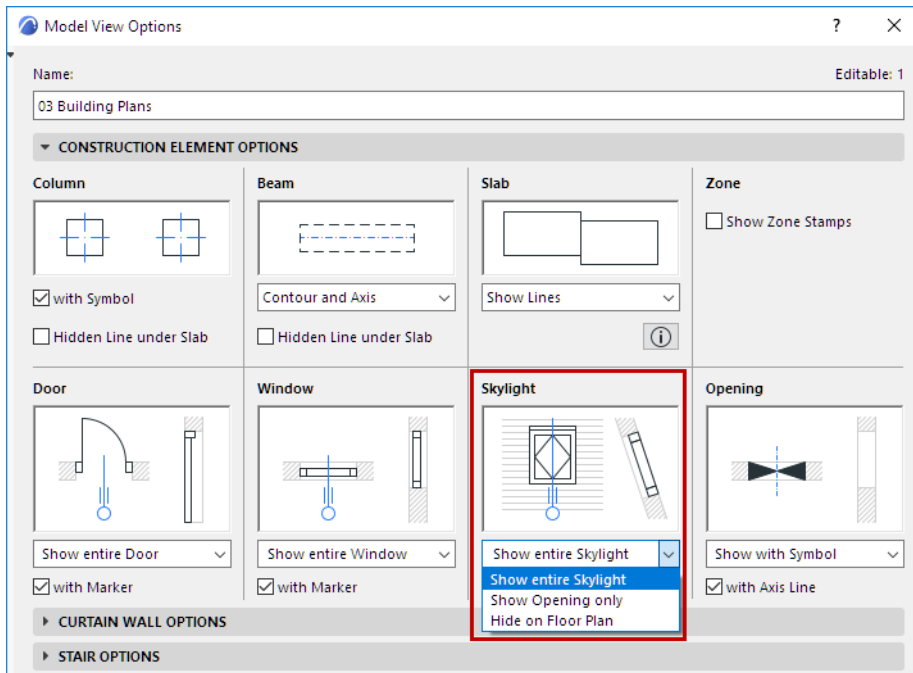 Model View Options
?
Name:
Editable: 1
03 Building Plans
CONSTRUCTION ELEMENT OPTIONS
Column
Beam
Slab
Zone
Show Zone Stamps
with Symbol
Contour and Axis
Show Lines
Hidden Line under Slab
Hidden Line under Slab
Door
Window
Skylight
Opening
Show entire Door
Show entire Window
Show entire Skylight
Show with Symbol
with Marker
with Marker
Show entire Skylight
Show Opening only
Hide on Floor Plan
with Axis Line
CURTAIN WALL OPTIONS
STAIR OPTIONS